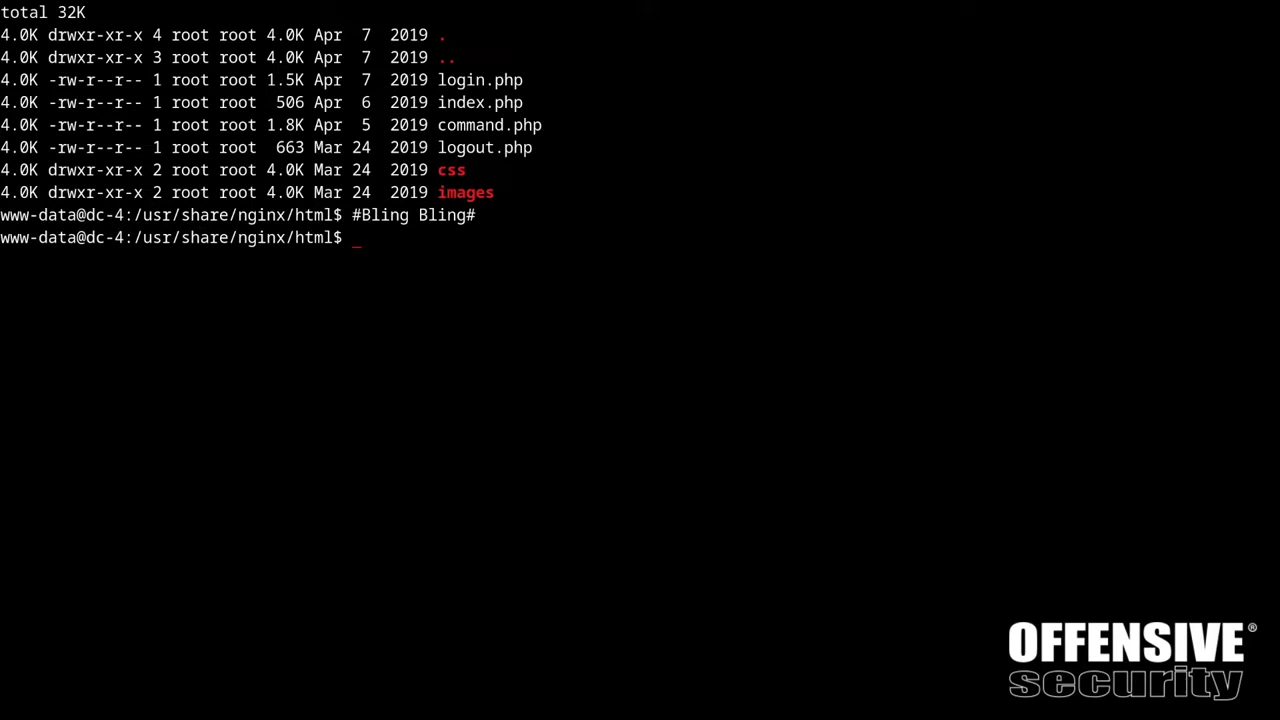 total 32K
4.0K drwxr-xr-x 4 root root 4.0K Apr  7  2019 .
4.0K drwxr-xr-x 3 root root 4.0K Apr  7  2019 ..
4.0K -rw-r--r-- 1 root root 1.5K Apr  7  2019 login.php
4.0K -rw-r--r-- 1 root root  506 Apr  6  2019 index.php
4.0K -rw-r--r-- 1 root root 1.8K Apr  5  2019 command.php
4.0K -rw-r--r-- 1 root root  663 Mar 24  2019 logout.php
4.0K drwxr-xr-x 2 root root 4.0K Mar 24  2019 css
4.0K drwxr-xr-x 2 root root 4.0K Mar 24  2019 images
www-data@dc-4:/usr/share/nginx/html$ #Bling Bling#
www-data@dc-4:/usr/share/nginx/html$ _
OFFENSIVE®
security